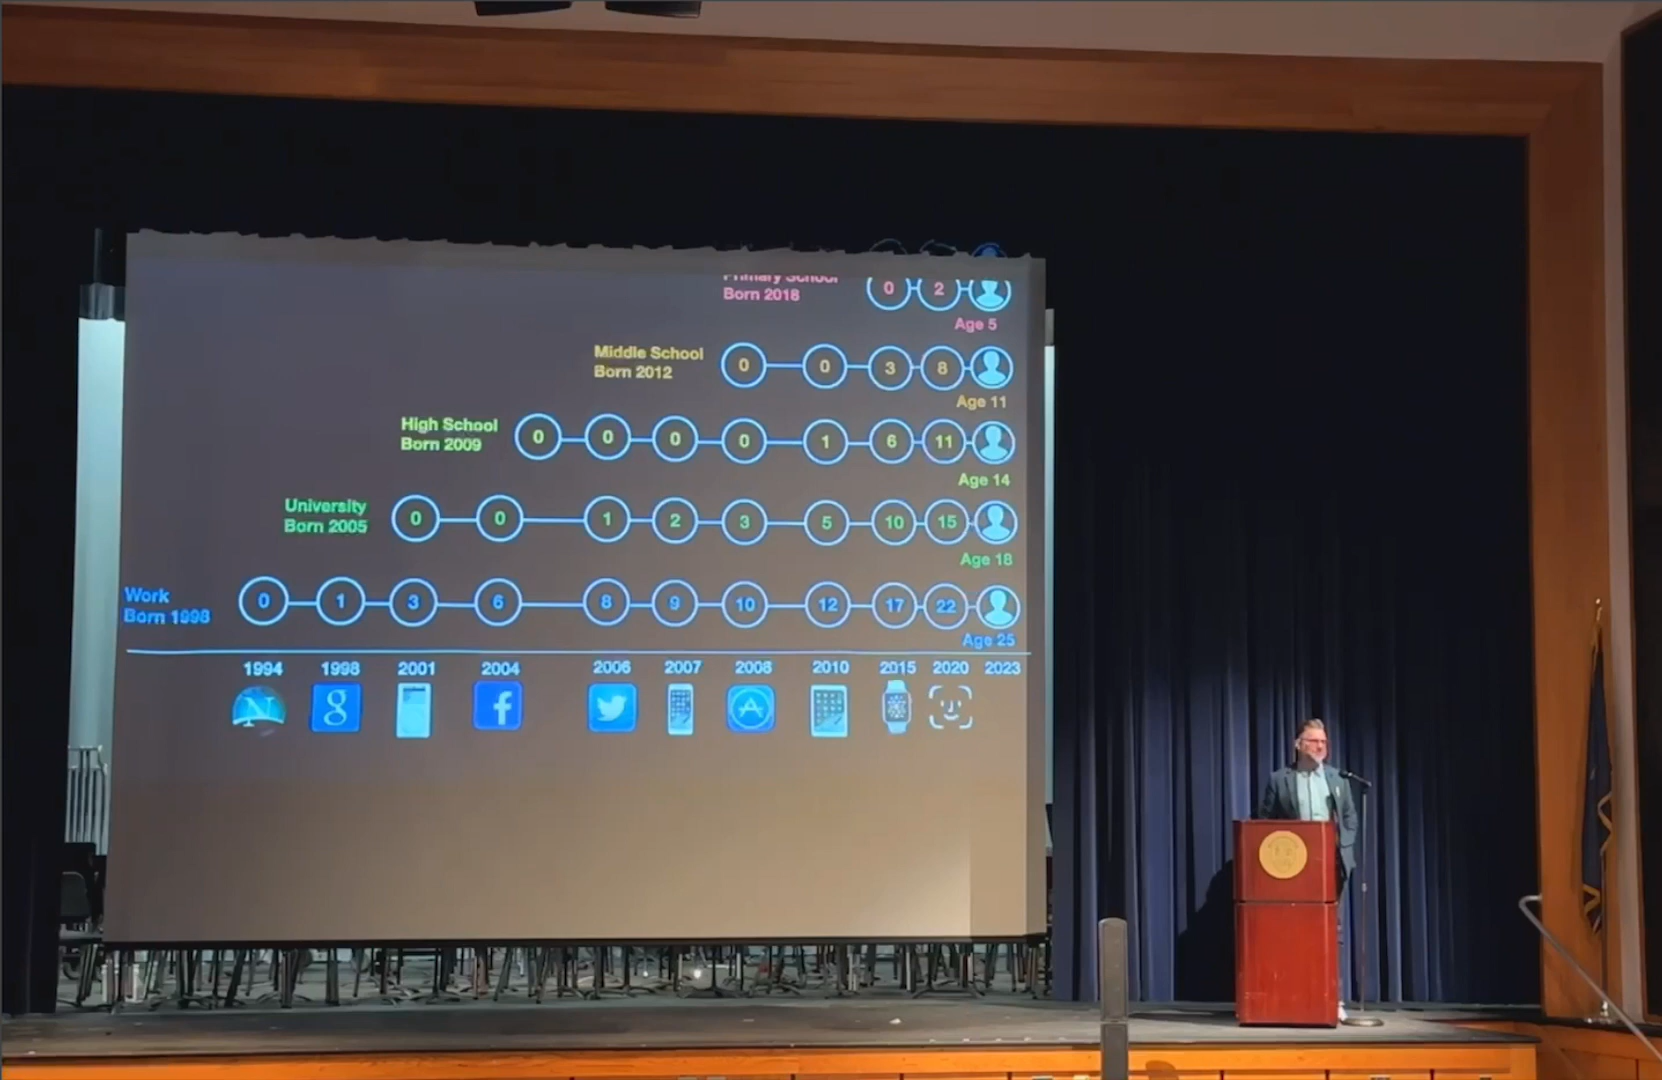 Primary School
Born 2018
0 2
Age 5
Middle School
Born 2012
0 0 3 8
Age 11
High School
Born 2009
0 0 0 0 1 6 11
Age 14
University
Born 2005
0 0 1 2 3 5 10 15
Age 18
Work
Born 1998
0 1 3 6 8 9 10 12 17 22
Age 25
1994 1998 2001 2004 2006 2007 2008 2010 2015 2020 2023
N g f